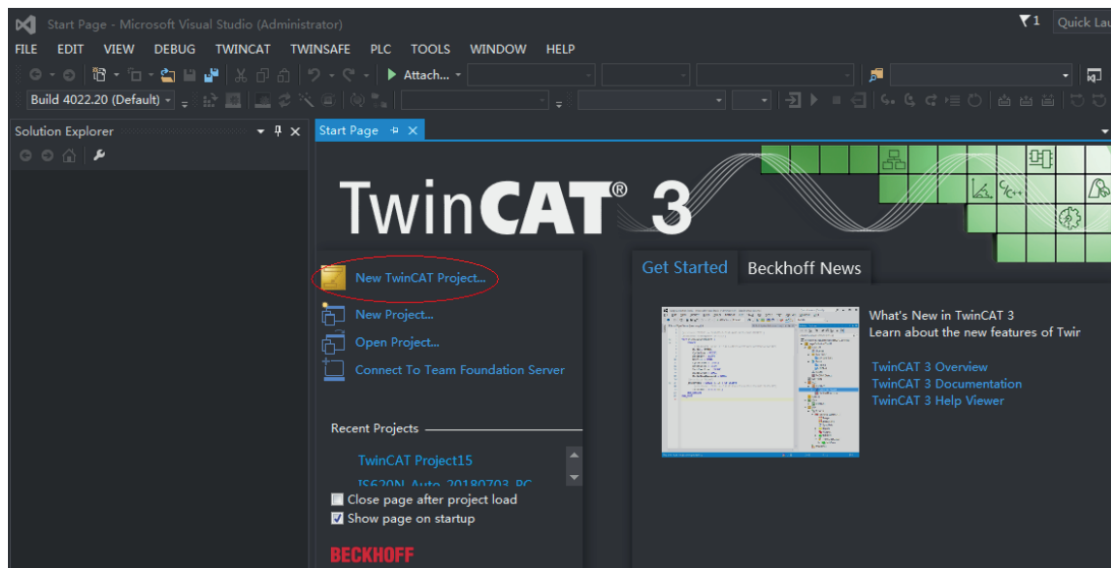 Start Page - Microsoft Visual Studio (Administrator)
1
Quick Lau
FILE EDIT VIEW DEBUG TWINCAT TWINSAFE PLC TOOLS WINDOW HELP
Attach...
Build 4022.20 (Default)
Solution Explorer
Start Page
TwinCAT® 3
New TwinCAT Project...
New Project...
Open Project...
Connect To Team Foundation Server
Recent Projects
TwinCAT Project15
IS620N_Auto_20180703_PC
Close page after project load
Show page on startup
BECKHOFF
Get Started
Beckhoff News
What's New in TwinCAT 3
Learn about the new features of Twir
TwinCAT 3 Overview
TwinCAT 3 Documentation
TwinCAT 3 Help Viewer
C/C++